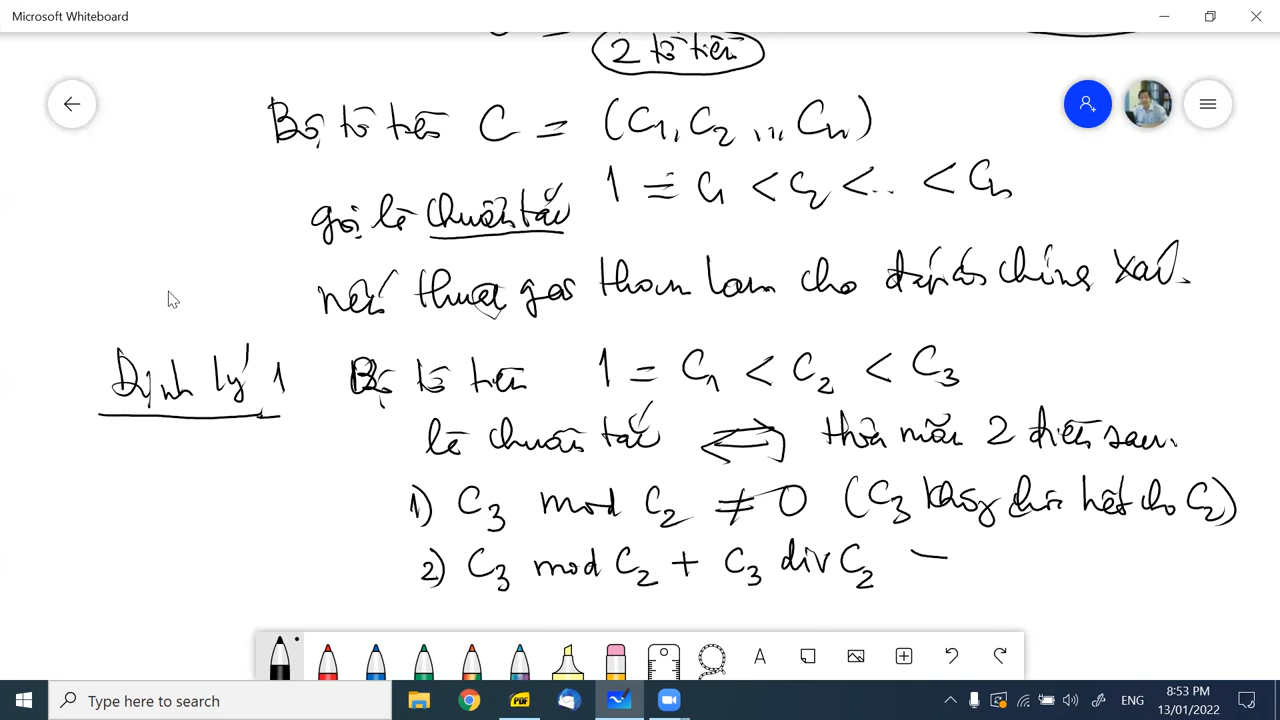 Microsoft Whiteboard
2 tờ tiền
Bộ tờ tiền C = (C1, C2 ,..., Cn)
1 = C1 < C2 <... < Cn
gọi là chuẩn tắc
nếu thuật giải tham lam cho đáp án chính xác.
Định lý 1
Bộ tờ tiền 1 = C1 < C2 < C3
là chuẩn tắc ⟺ thỏa mãn 2 điều sau.
1) C3 mod C2 ≠ 0 (C3 không chia hết cho C2)
2) C3 mod C2 + C3 div C2 –
A
Type here to search
PDF
ENG
8:53 PM
13/01/2022